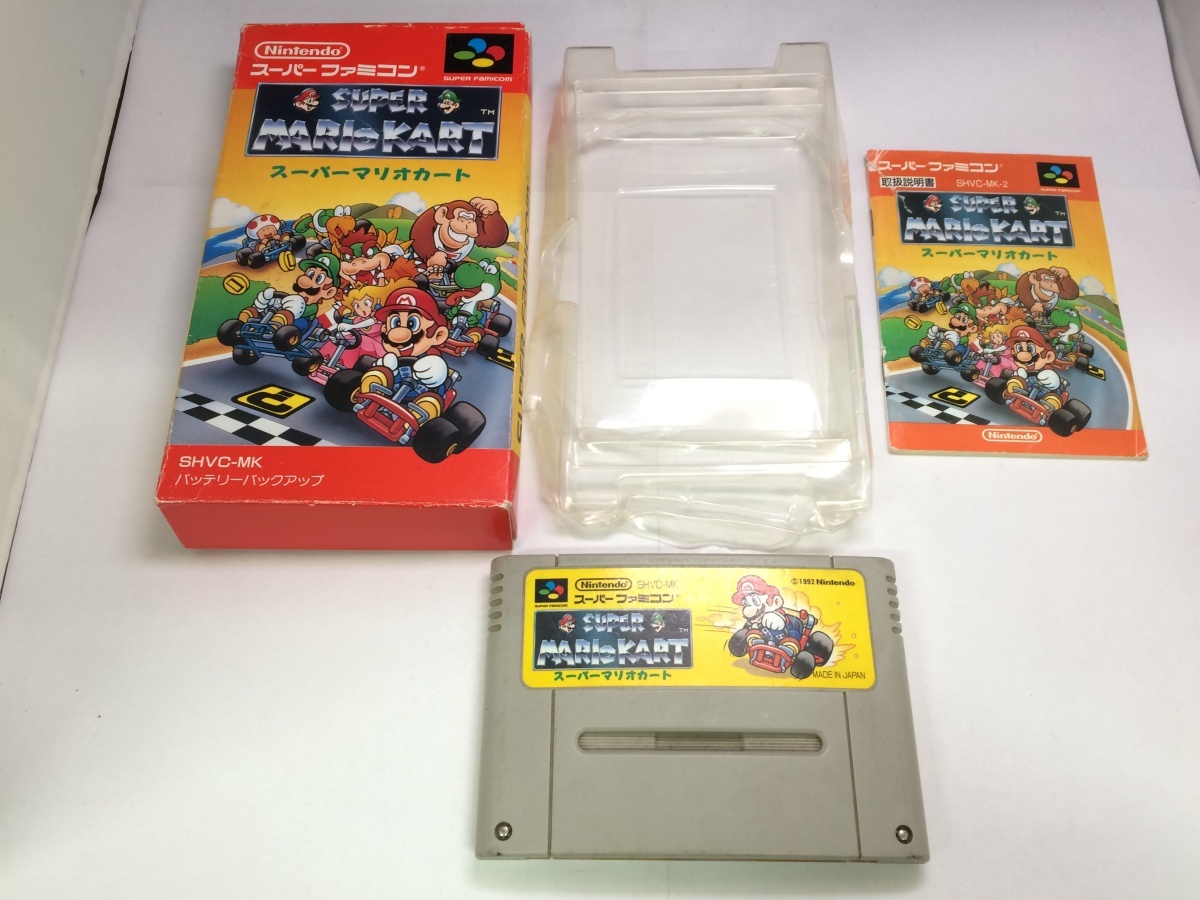 Nintendo
スーパーファミコン®
SUPER FAMICOM
SUPER
MARIO KART
TM
スーパーマリオカート
SHVC-MK
バッテリーバックアップ
スーパーファミコン
取扱説明書 SHVC-MK-2
SUPER FAMICOM
SUPER
MARIO KART
TM
スーパーマリオカート
Nintendo
Nintendo SHVC-MK
©1992 Nintendo
スーパーファミコン
SUPER FAMICOM
SUPER
MARIO KART
TM
スーパーマリオカート
MADE IN JAPAN